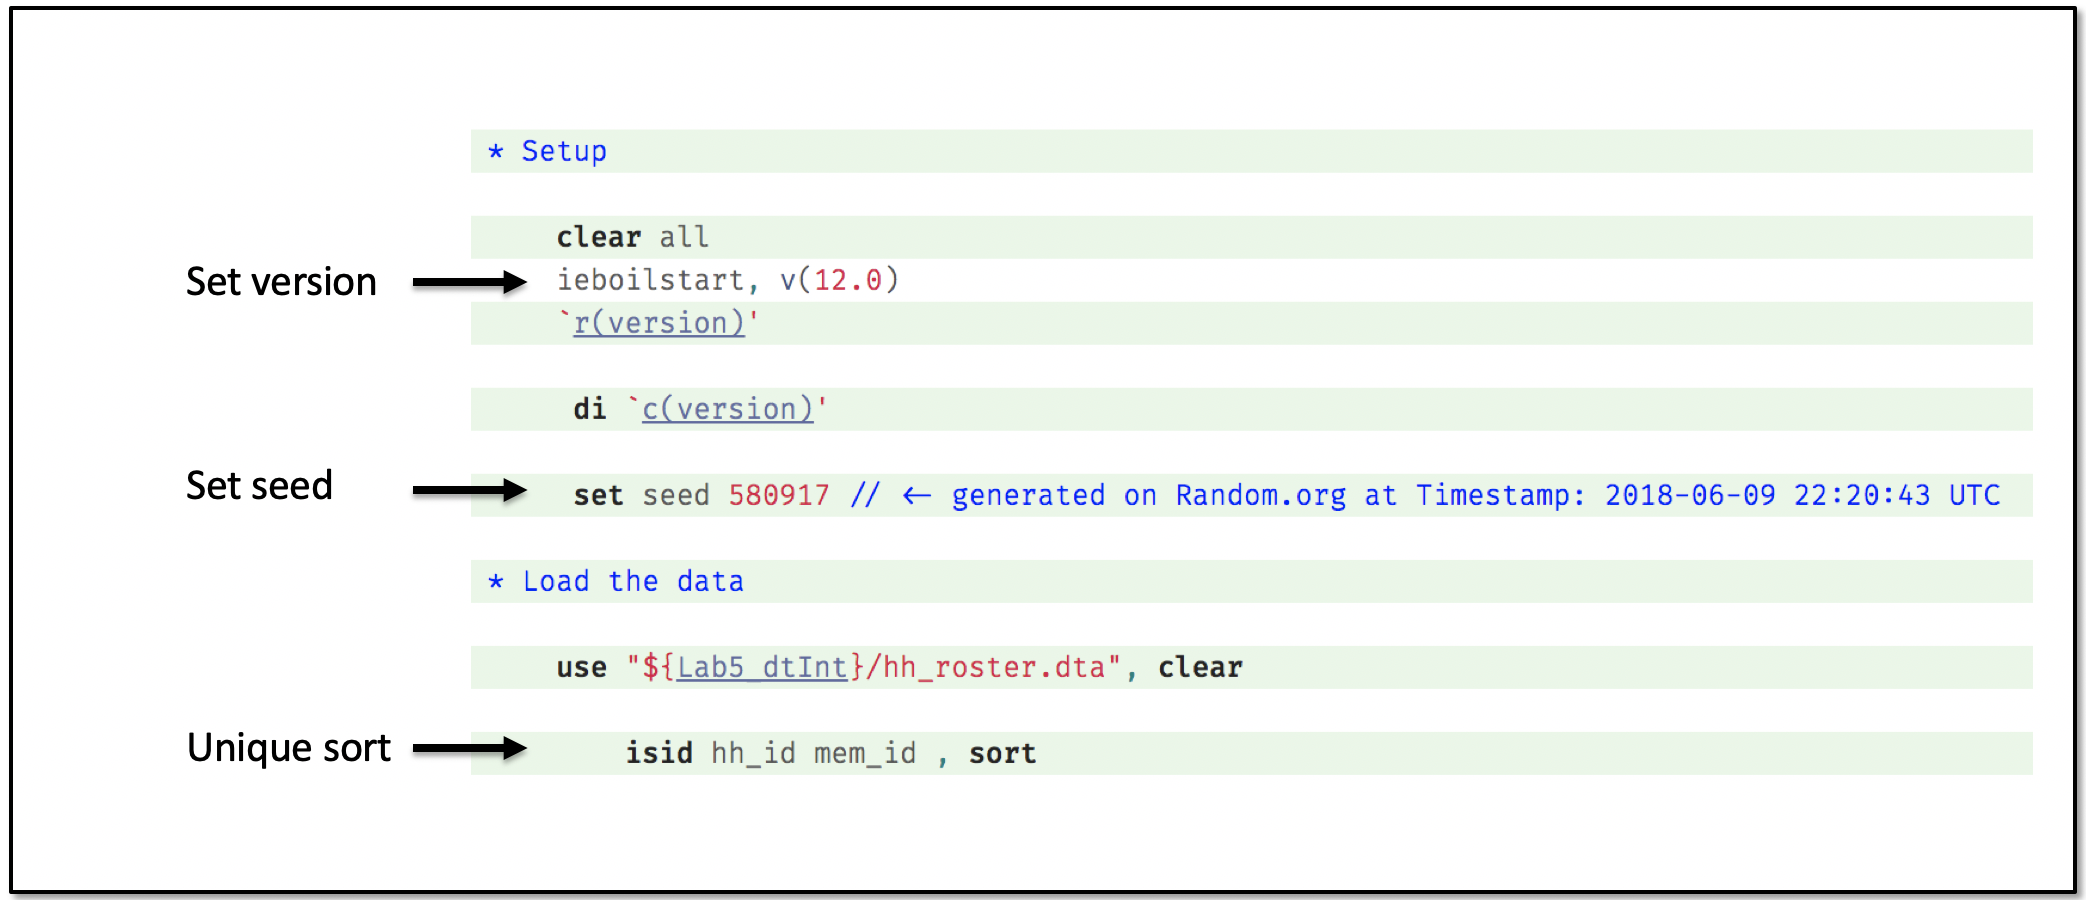 * Setup
clear all
Set version
ieboilstart, v(12.0)
`r(version)'
di `c(version)'
Set seed
set seed 580917 // ← generated on Random.org at Timestamp: 2018-06-09 22:20:43 UTC
* Load the data
use "${Lab5_dtInt}/hh_roster.dta", clear
Unique sort
isid hh_id mem_id , sort